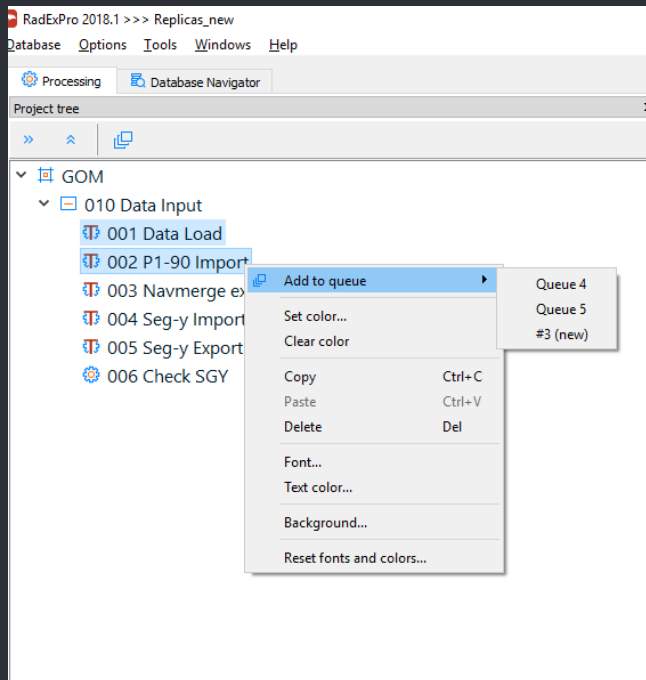 RadExPro 2018.1 >>> Replicas_new
Database Options Tools Windows Help
Processing Database Navigator
Project tree
GOM
010 Data Input
001 Data Load
002 P1-90 Import
003 Navmerge
004 Seg-y Import
005 Seg-y Export
006 Check SGY
Add to queue
Set color...
Clear color
Copy Ctrl+C
Paste Ctrl+V
Delete Del
Font...
Text color...
Background...
Reset fonts and colors...
Queue 4
Queue 5
#3 (new)